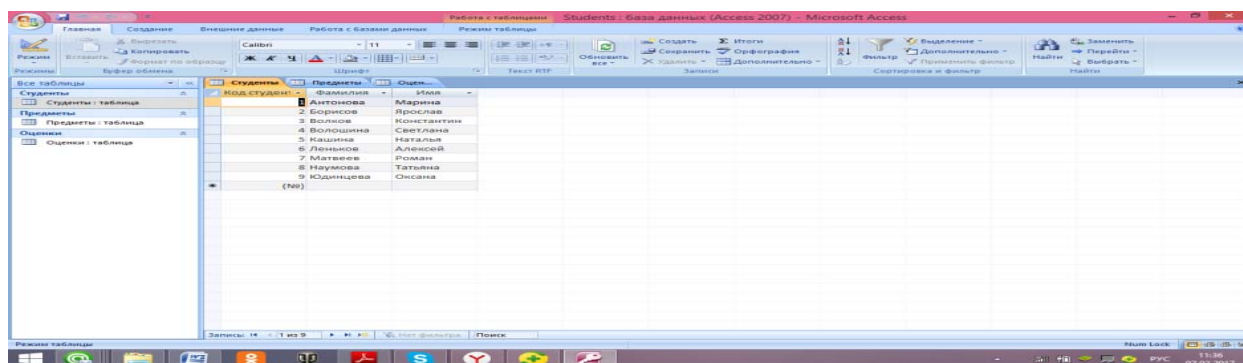 Работа с таблицами Students : база данных (Access 2007) - Microsoft Access
Главная Создание Внешние данные Работа с базами данных Режим таблицы
Режим Вставить Вырезать Копировать Формат по образцу
Calibri 11
Ж К Ч
Обновить все
Создать Сохранить Удалить
Итоги Орфография Дополнительно
Фильтр Выделение Дополнительно Применить фильтр
Найти Заменить Перейти Выбрать
Режимы Буфер обмена Шрифт Текст RTF Записи Сортировка и фильтр Найти
Все таблицы
Студенты
Студенты : таблица
Предметы
Предметы : таблица
Оценки
Оценки : таблица
Студенты Предметы Оцен...
Код студент Фамилия Имя
1 Антонова Марина
2 Борисов Ярослав
3 Волков Константин
4 Волошина Светлана
5 Кашина Наталья
6 Леньков Алексей
7 Матвеев Роман
8 Наумова Татьяна
9 Юдинцева Оксана
(№)
Запись: 1 из 9 Нет фильтра Поиск
Режим таблицы Num Lock
РУС 11:36